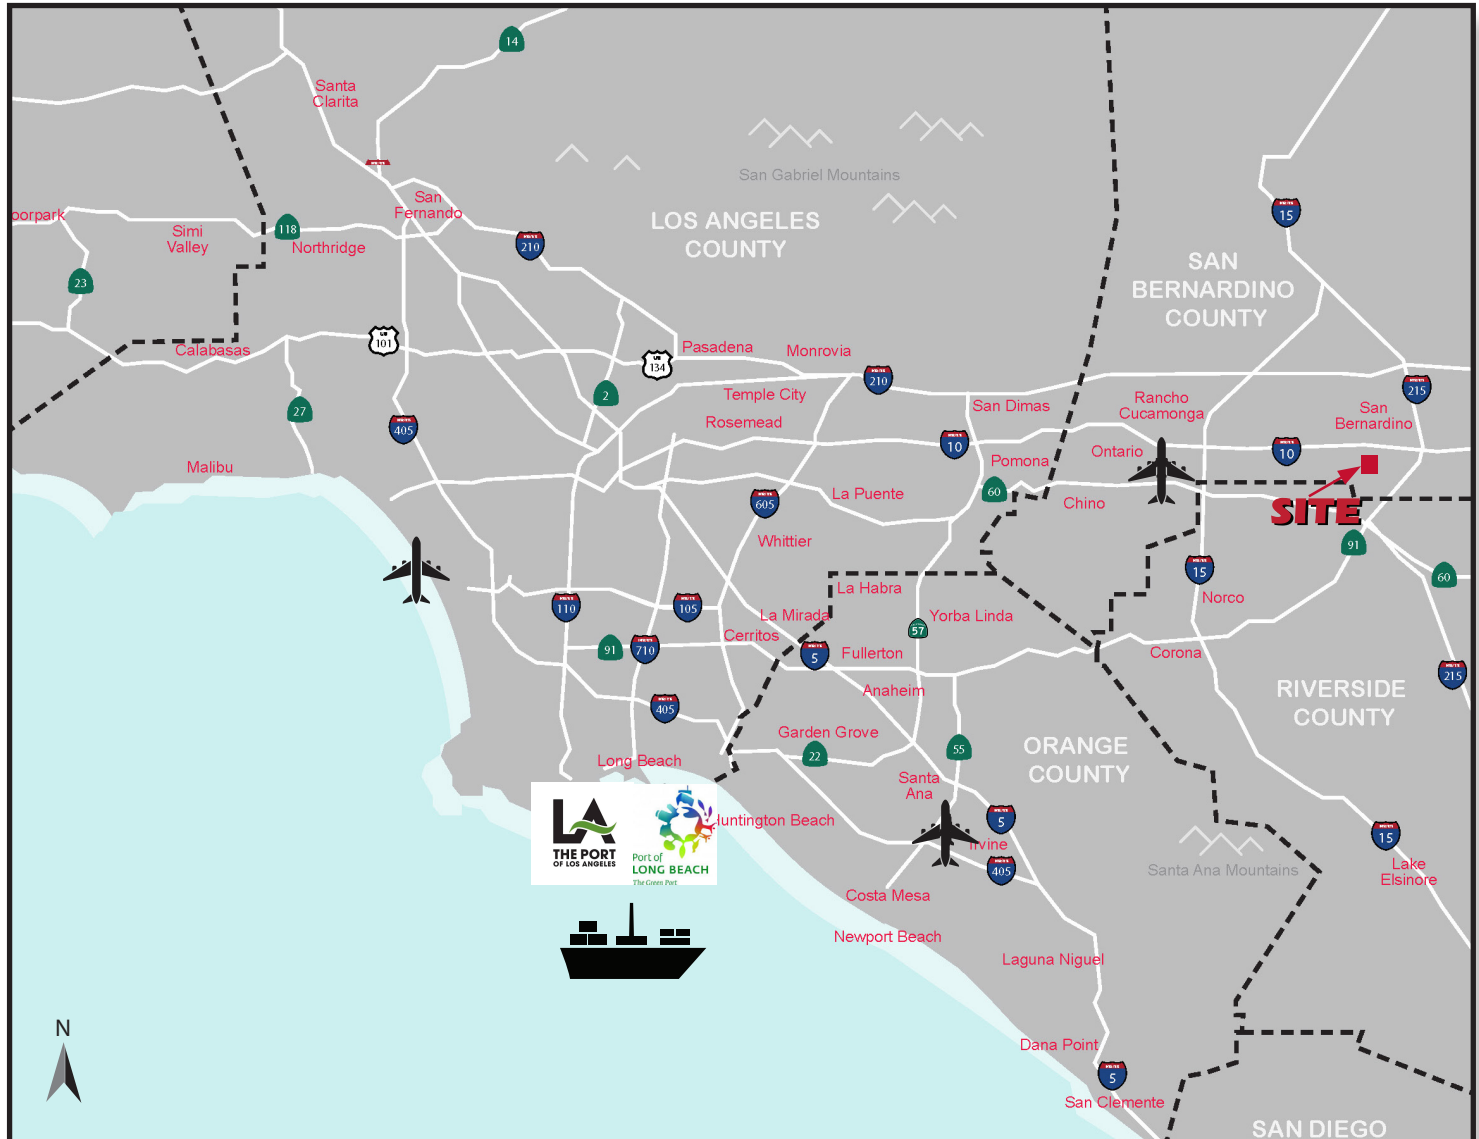 14
Santa
Clarita
San Gabriel Mountains
San
Fernando
oorpark
118
Simi
Valley
Northridge
210
LOS ANGELES
COUNTY
15
SAN
BERNARDINO
COUNTY
23
Calabasas
US
101
US
134
Pasadena
Monrovia
210
2
Temple City
Rosemead
27
405
San Dimas
Rancho
Cucamonga
215
San
Bernardino
10
10
Ontario
Pomona
Malibu
La Puente
60
Chino
605
SITE
Whittier
91
15
60
La Habra
Norco
110
105
La Mirada
Yorba Linda
57
Cerritos
91
710
5
Fullerton
Corona
215
Anaheim
405
RIVERSIDE
COUNTY
Garden Grove
22
55
ORANGE
COUNTY
Long Beach
Santa
Ana
LA
THE PORT
OF LOS ANGELES
Port of
LONG BEACH
The Green Port
Huntington Beach
5
Irvine
405
15
Santa Ana Mountains
Lake
Elsinore
Costa Mesa
Newport Beach
Laguna Niguel
N
Dana Point
5
San Clemente
SAN DIEGO